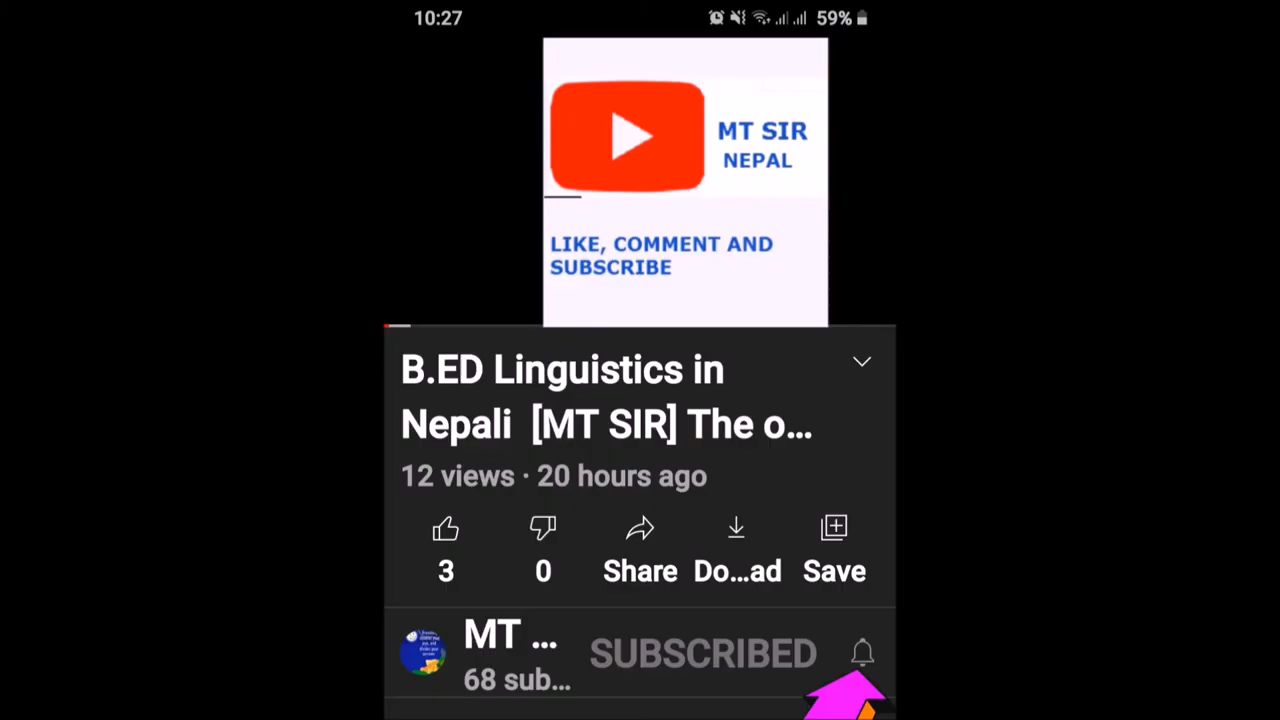 10:27 59%
MT SIR
NEPAL
LIKE, COMMENT AND
SUBSCRIBE
B.ED Linguistics in
Nepali [MT SIR] The o...
12 views · 20 hours ago
3 0 Share Do...ad Save
MT ... SUBSCRIBED
68 sub...